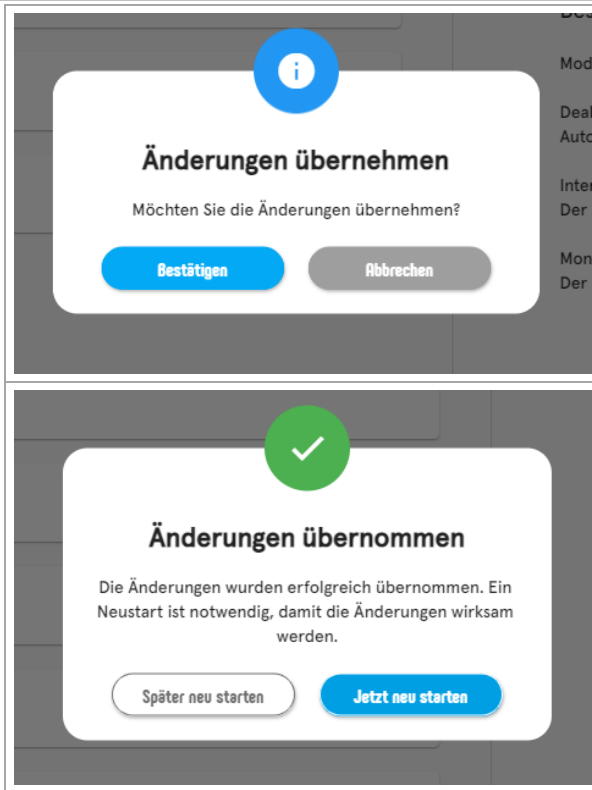 Mod
Änderungen übernehmen
Deal
Auto
Möchten Sie die Änderungen übernehmen?
Inter
Der
Bestätigen
Abbrechen
Mon
Der
Änderungen übernommen
Die Änderungen wurden erfolgreich übernommen. Ein
Neustart ist notwendig, damit die Änderungen wirksam
werden.
Später neu starten
Jetzt neu starten